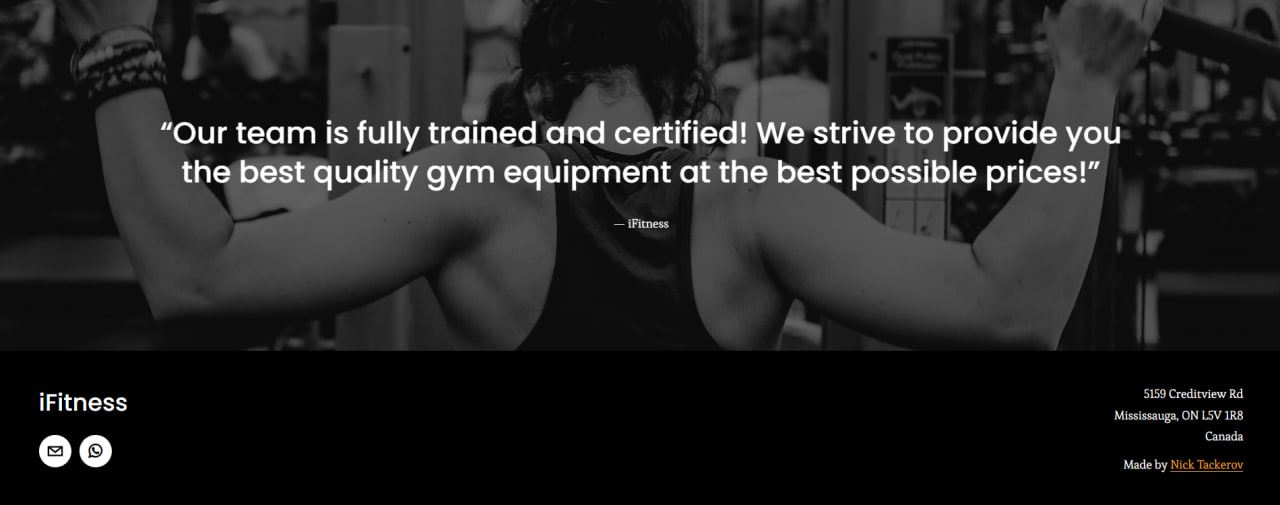 “Our team is fully trained and certified! We strive to provide you
the best quality gym equipment at the best possible prices!”
— iFitness
iFitness
5159 Creditview Rd
Mississauga, ON L5V 1R8
Canada
Made by Nick Tackerov